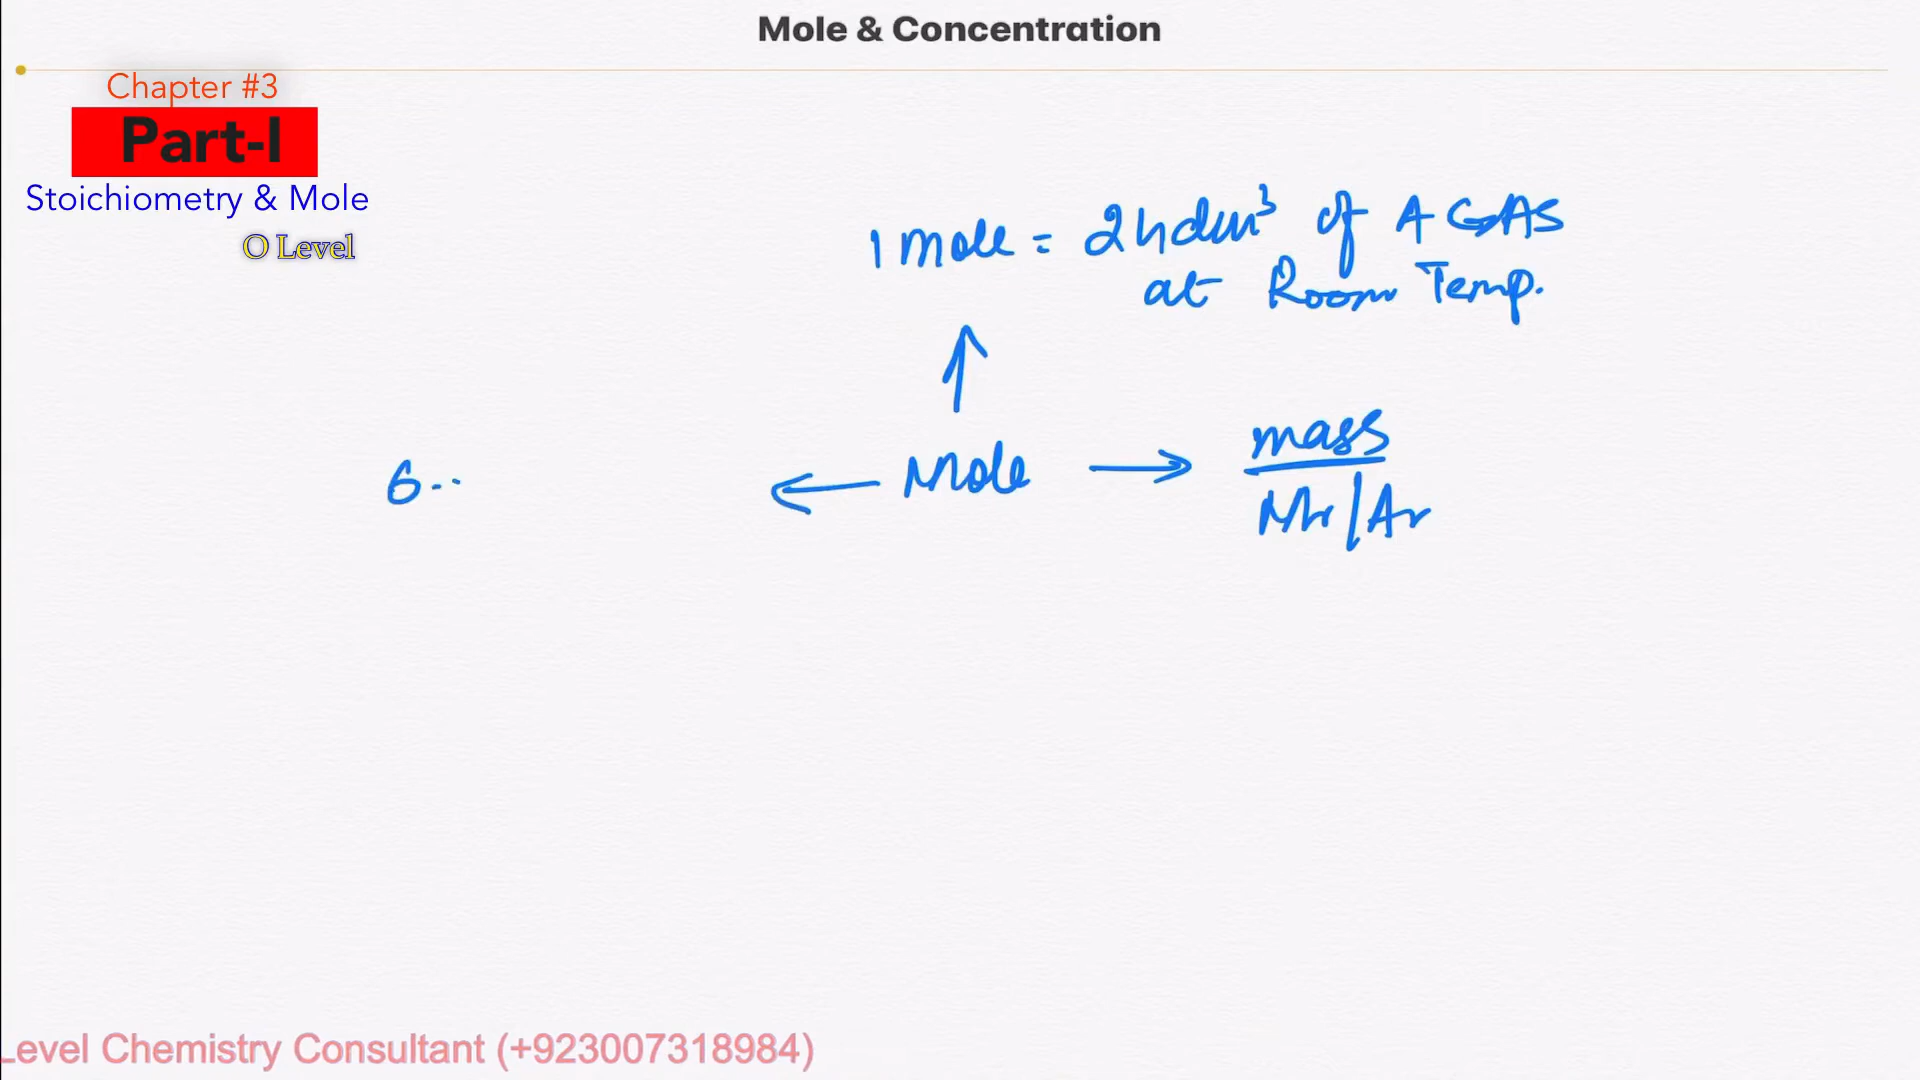 Mole & Concentration
Chapter #3
Part-I
Stoichiometry & Mole
O Level
1 mole = 24dm³ of A GAS
at Room Temp.
6..
← Mole → mass
Mr/Ar
Level Chemistry Consultant (+923007318984)